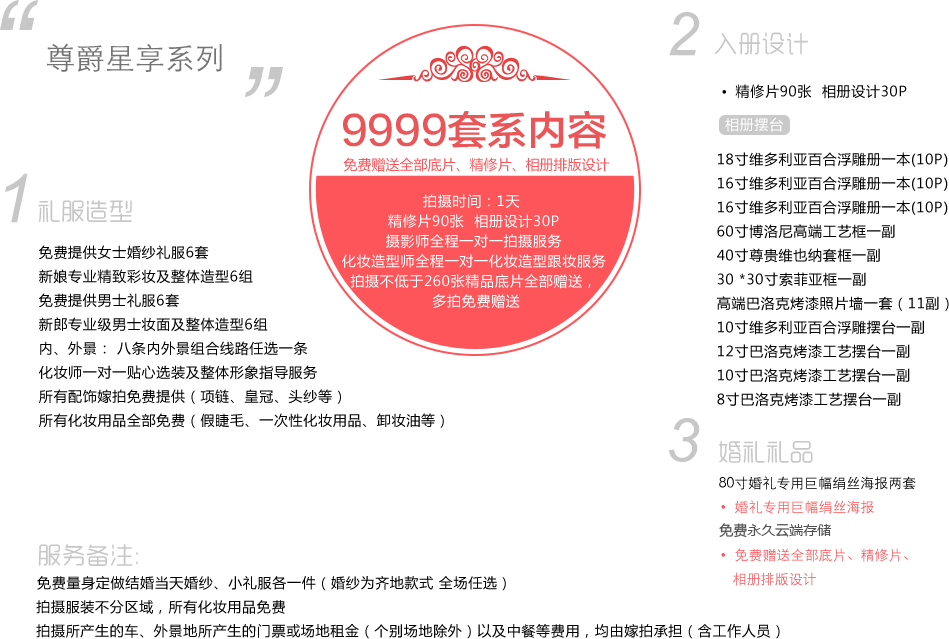 “
尊爵星享系列
”
9999套系内容
免费赠送全部底片、精修片、相册排版设计
拍摄时间：1天
精修片90张 相册设计30P
摄影师全程一对一拍摄服务
化妆造型师全程一对一化妆造型跟妆服务
拍摄不低于260张精品底片全部赠送，
多拍免费赠送
1 礼服造型
免费提供女士婚纱礼服6套
新娘专业精致彩妆及整体造型6组
免费提供男士礼服6套
新郎专业级男士妆面及整体造型6组
内、外景： 八条内外景组合线路任选一条
化妆师一对一贴心选装及整体形象指导服务
所有配饰嫁拍免费提供（项链、皇冠、头纱等）
所有化妆用品全部免费（假睫毛、一次性化妆用品、卸妆油等）
2 入册设计
• 精修片90张 相册设计30P
相册摆台
18寸维多利亚百合浮雕册一本(10P)
16寸维多利亚百合浮雕册一本(10P)
16寸维多利亚百合浮雕册一本(10P)
60寸博洛尼高端工艺框一副
40寸尊贵维也纳套框一副
30 *30寸索菲亚框一副
高端巴洛克烤漆照片墙一套（11副）
10寸维多利亚百合浮雕摆台一副
12寸巴洛克烤漆工艺摆台一副
10寸巴洛克烤漆工艺摆台一副
8寸巴洛克烤漆工艺摆台一副
3 婚礼礼品
80寸婚礼专用巨幅绢丝海报两套
• 婚礼专用巨幅绢丝海报
免费永久云端存储
• 免费赠送全部底片、精修片、
相册排版设计
服务备注:
免费量身定做结婚当天婚纱、小礼服各一件（婚纱为齐地款式 全场任选）
拍摄服装不分区域，所有化妆用品免费
拍摄所产生的车、外景地所产生的门票或场地租金（个别场地除外）以及中餐等费用，均由嫁拍承担（含工作人员）